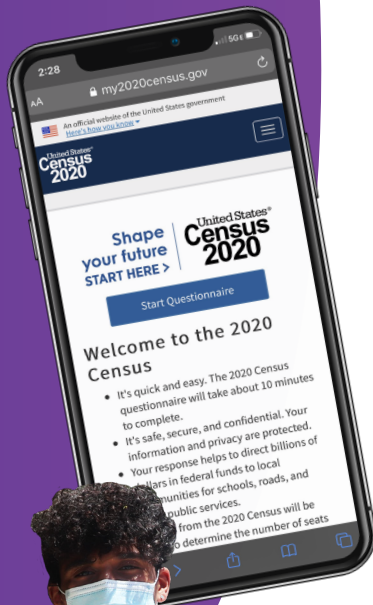 2:28
5G E
AA my2020census.gov
An official website of the United States government
Here's how you know
United States®
Census
2020
Shape
your future
START HERE >
United States®
Census
2020
Start Questionnaire
Welcome to the 2020
Census
• It's quick and easy. The 2020 Census
questionnaire will take about 10 minutes
to complete.
• It's safe, secure, and confidential. Your
information and privacy are protected.
• Your response helps to direct billions of
dollars in federal funds to local
communities for schools, roads, and
public services.
from the 2020 Census will be
to determine the number of seats